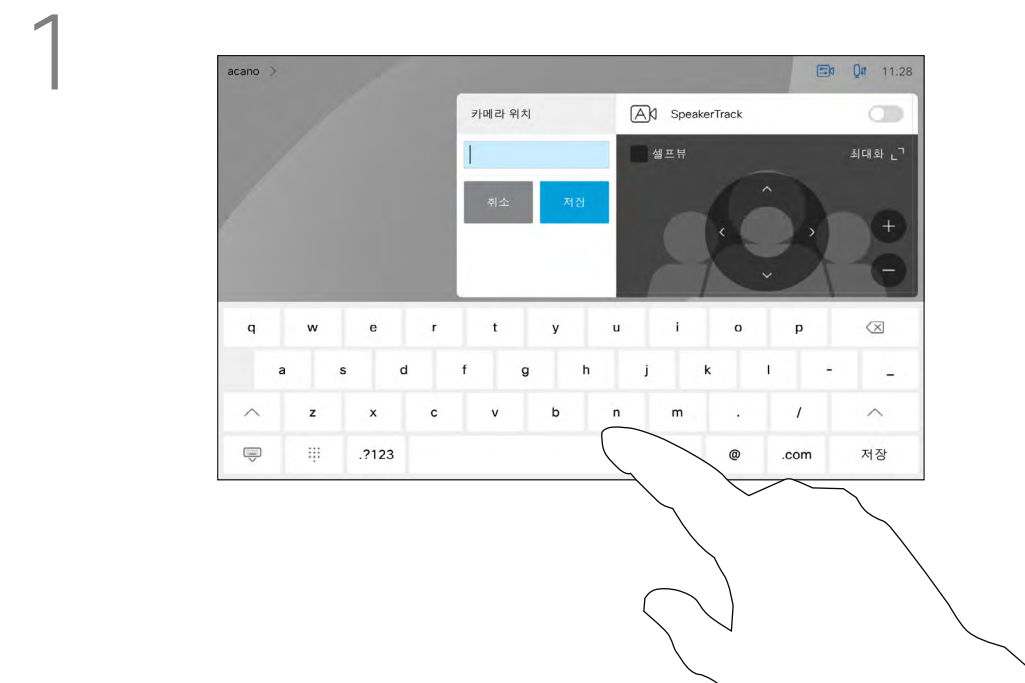 1
acano >
11:28
카메라 위치
SpeakerTrack
셀프뷰
최대화
취소
저장
q w e r t y u i o p
a s d f g h j k l - _
z x c v b n m . /
.?123 @ .com 저장